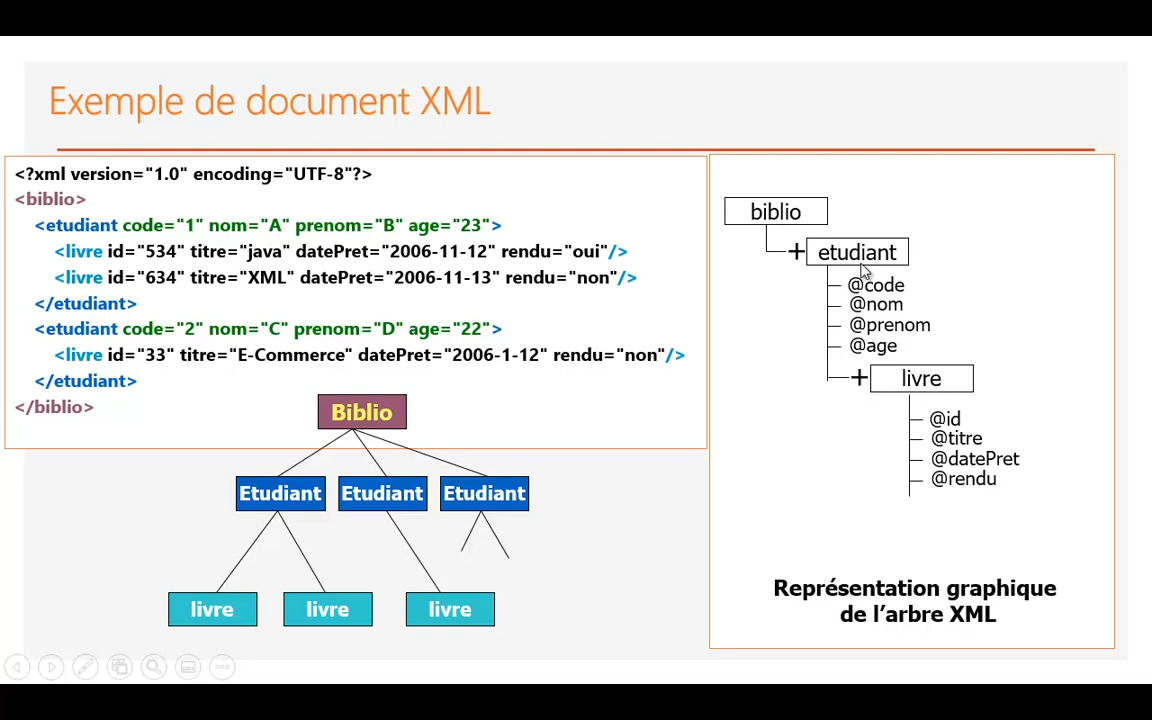 Exemple de document XML
<?xml version="1.0" encoding="UTF-8"?>
<biblio>
<etudiant code="1" nom="A" prenom="B" age="23">
<livre id="534" titre="java" datePret="2006-11-12" rendu="oui"/>
<livre id="634" titre="XML" datePret="2006-11-13" rendu="non"/>
</etudiant>
<etudiant code="2" nom="C" prenom="D" age="22">
<livre id="33" titre="E-Commerce" datePret="2006-1-12" rendu="non"/>
</etudiant>
</biblio>
Biblio
Etudiant Etudiant Etudiant
livre livre livre
biblio
+ etudiant
@code
@nom
@prenom
@age
+ livre
@id
@titre
@datePret
@rendu
Représentation graphique
de l’arbre XML